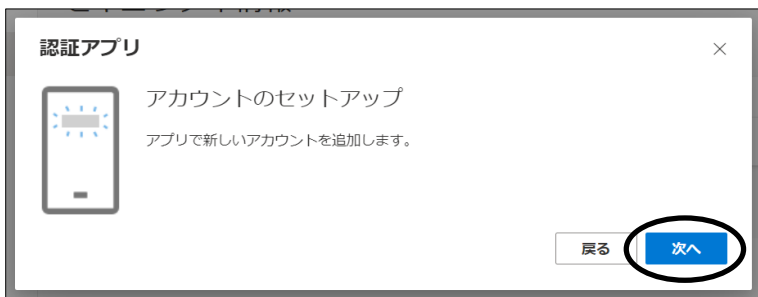 認証アプリ
アカウントのセットアップ
アプリで新しいアカウントを追加します。
戻る
次へ